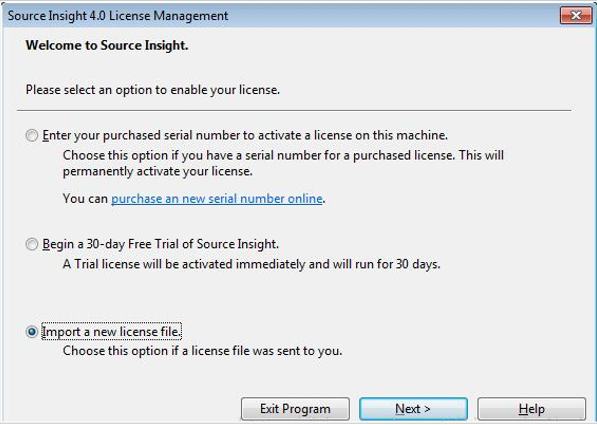 Source Insight 4.0 License Management
Welcome to Source Insight.
Please select an option to enable your license.
Enter your purchased serial number to activate a license on this machine.
Choose this option if you have a serial number for a purchased license. This will
permanently activate your license.
You can purchase an new serial number online.
Begin a 30-day Free Trial of Source Insight.
A Trial license will be activated immediately and will run for 30 days.
Import a new license file.
Choose this option if a license file was sent to you.
Exit Program
Next >
Help